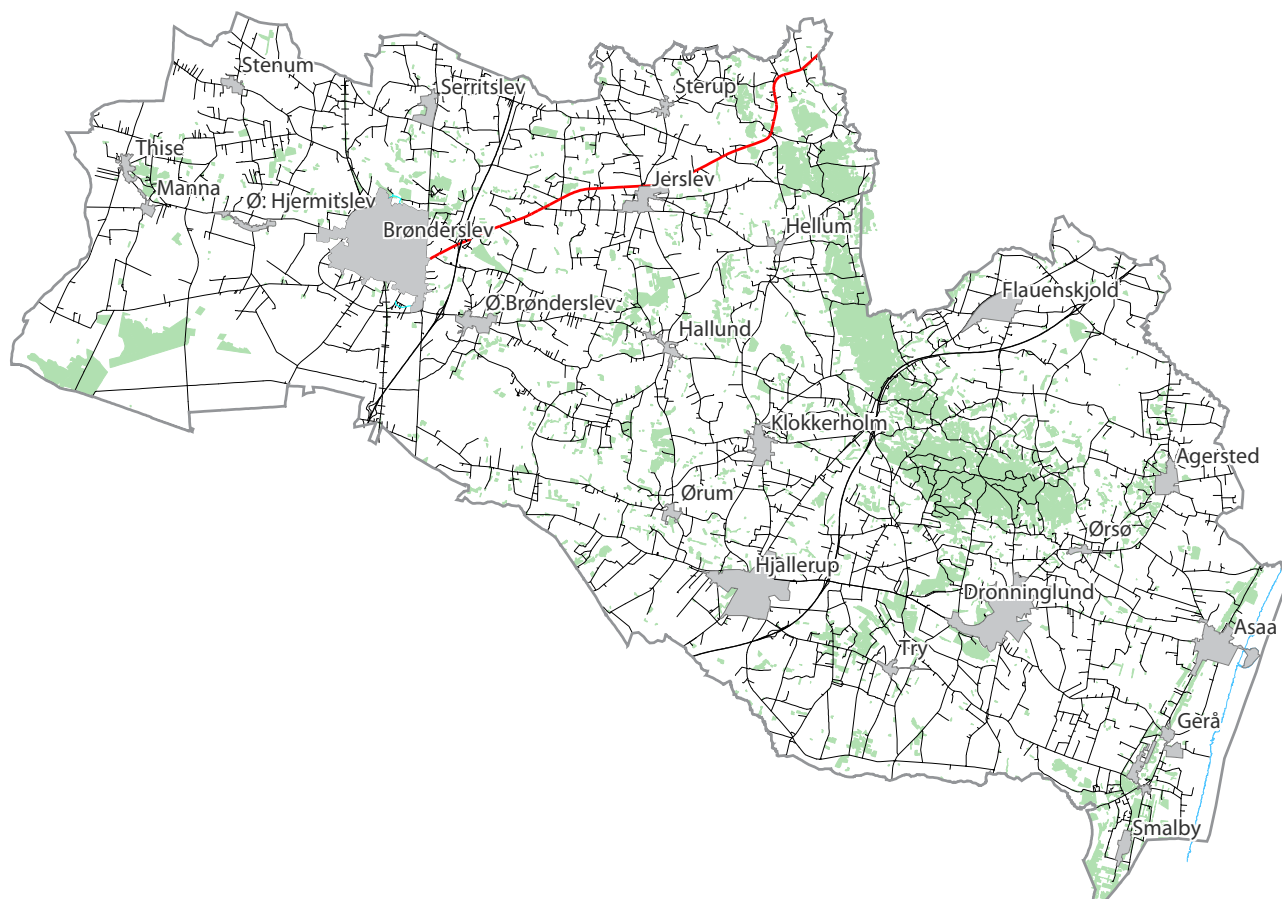 Stenum
Serritslev
Sterup
Thise
Manna
Jerslev
Ø. Hjermitslev
Brønderslev
Hellum
Flauenskjold
Ø.Brønderslev
Hallund
Klokkerholm
Agersted
Ørum
Ørsø
Hjallerup
Dronninglund
Asaa
Try
Gerå
Smalby